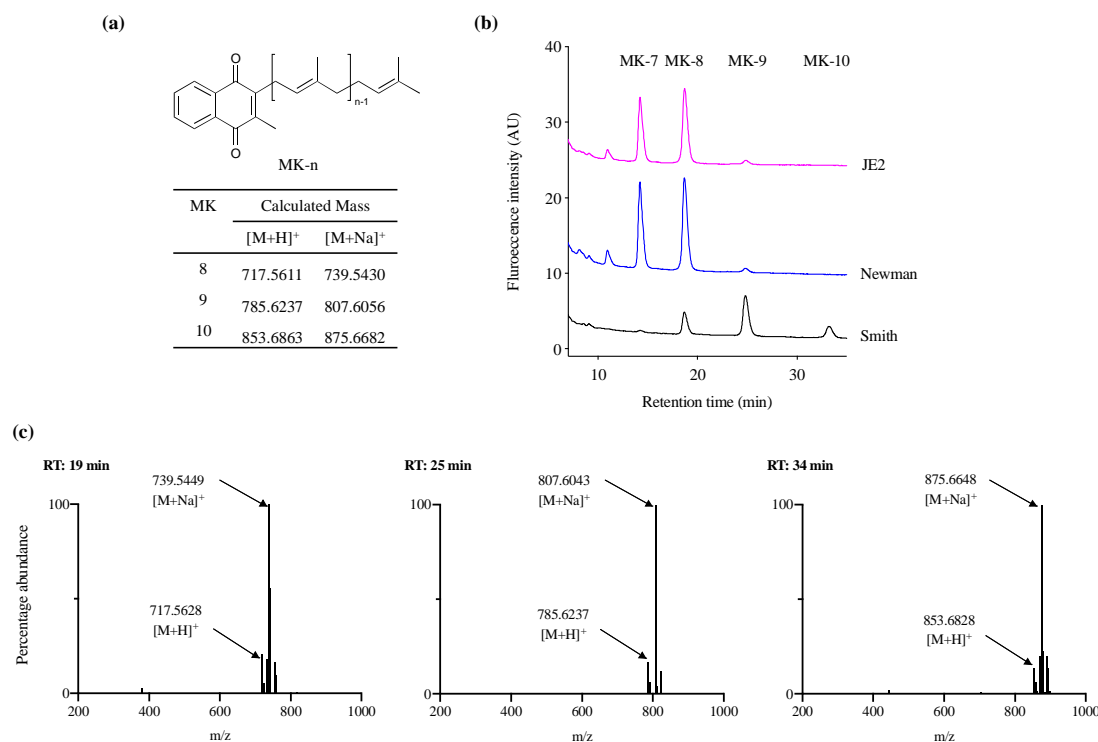 (a)
O
O
n-1
MK-n
MK Calculated Mass
[M+H]⁺ [M+Na]⁺
8 717.5611 739.5430
9 785.6237 807.6056
10 853.6863 875.6682
(b)
40
30
20
10
0
Fluroeccence intensity (AU)
MK-7 MK-8 MK-9 MK-10
JE2
Newman
Smith
10 20 30
Retention time (min)
(c)
RT: 19 min
739.5449
[M+Na]⁺
717.5628
[M+H]⁺
100
0
Percentage abundance
200 400 600 800 1000
m/z
RT: 25 min
807.6043
[M+Na]⁺
785.6237
[M+H]⁺
100
0
200 400 600 800 1000
m/z
RT: 34 min
875.6648
[M+Na]⁺
853.6828
[M+H]⁺
100
0
200 400 600 800 1000
m/z